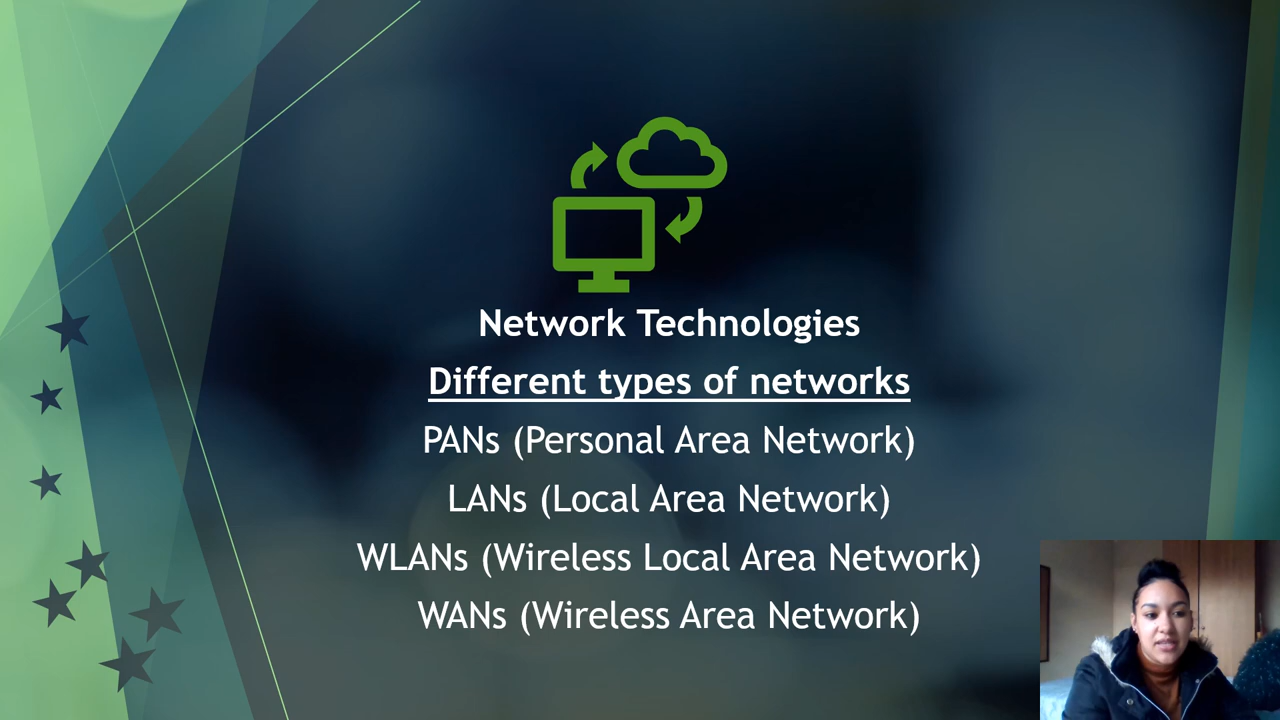 Network Technologies
Different types of networks
PANs (Personal Area Network)
LANs (Local Area Network)
WLANs (Wireless Local Area Network)
WANs (Wireless Area Network)